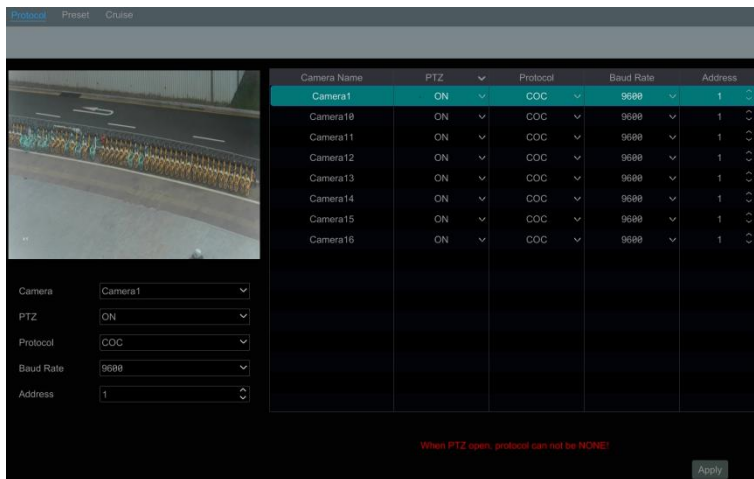 Protocol Preset Cruise
Camera Name PTZ Protocol Baud Rate Address
Camera1 ON COC 9600 1
Camera10 ON COC 9600 1
Camera11 ON COC 9600 1
Camera12 ON COC 9600 1
Camera13 ON COC 9600 1
Camera14 ON COC 9600 1
Camera15 ON COC 9600 1
Camera16 ON COC 9600 1
Camera Camera1
PTZ ON
Protocol COC
Baud Rate 9600
Address 1
When PTZ open, protocol can not be NONE!
Apply